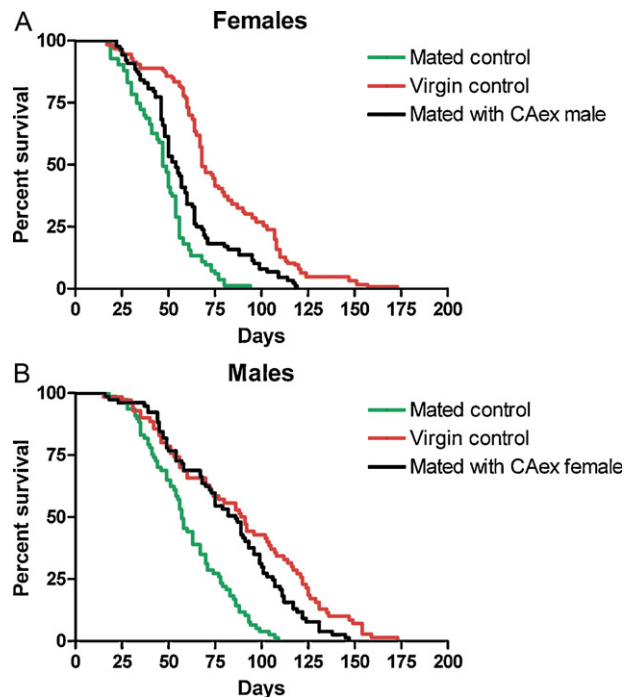 A
Females
Mated control
Virgin control
Mated with CAex male
Percent survival
100
75
50
25
0
0 25 50 75 100 125 150 175 200
Days
B
Males
Mated control
Virgin control
Mated with CAex female
Percent survival
100
75
50
25
0
0 25 50 75 100 125 150 175 200
Days